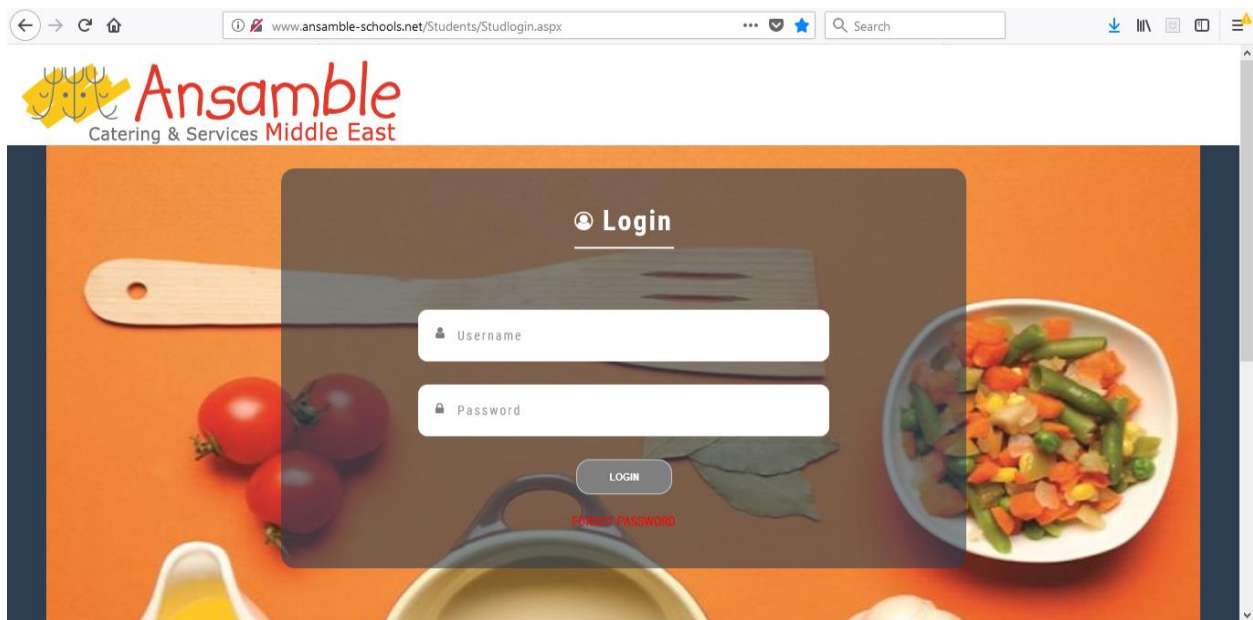 www.ansamble-schools.net/Students/Studlogin.aspx
Search
Ansamble
Catering & Services Middle East
Login
Username
Password
LOGIN
FORGOT PASSWORD